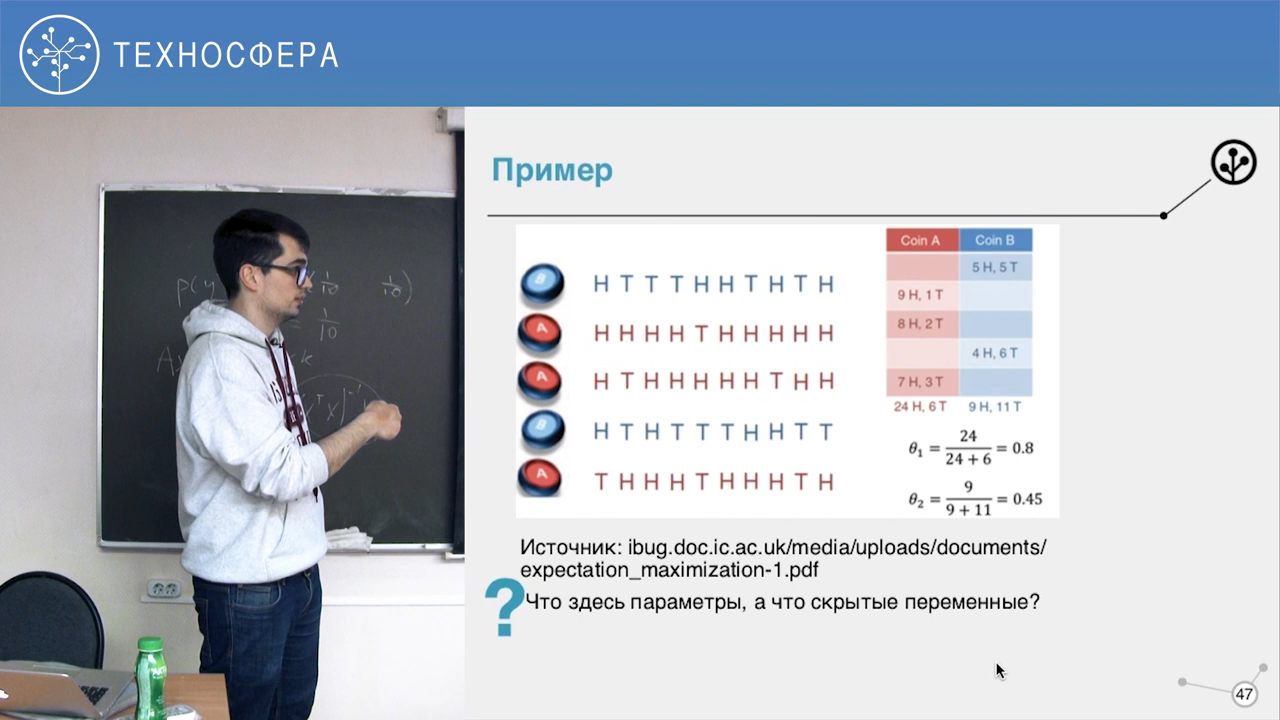 ТЕХНОСФЕРА
Пример
B H T T T H H T H T H
A H H H H T H H H H H
A H T H H H H H T H H
B H T H T T T H H T T
A T H H H T H H H T H
Coin A Coin B
5 H, 5 T
9 H, 1 T
8 H, 2 T
4 H, 6 T
7 H, 3 T
24 H, 6 T 9 H, 11 T
θ₁ = 24 / (24 + 6) = 0.8
θ₂ = 9 / (9 + 11) = 0.45
Источник: ibug.doc.ic.ac.uk/media/uploads/documents/
expectation_maximization-1.pdf
? Что здесь параметры, а что скрытые переменные?
47